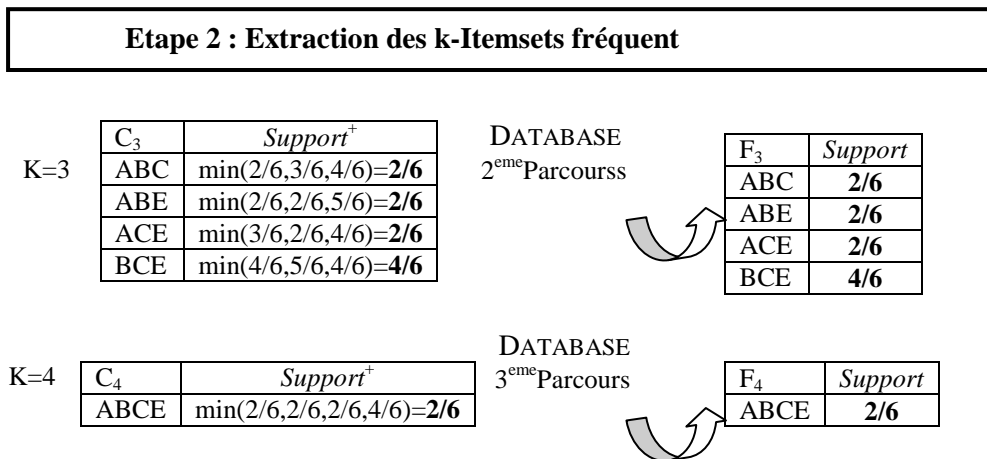 Etape 2 : Extraction des k-Itemsets fréquent
K=3
C3 Support+
ABC min(2/6,3/6,4/6)=2/6
ABE min(2/6,2/6,5/6)=2/6
ACE min(3/6,2/6,4/6)=2/6
BCE min(4/6,5/6,4/6)=4/6
DATABASE
2emeParcourss
F3 Support
ABC 2/6
ABE 2/6
ACE 2/6
BCE 4/6
K=4
C4 Support+
ABCE min(2/6,2/6,2/6,4/6)=2/6
DATABASE
3emeParcours
F4 Support
ABCE 2/6